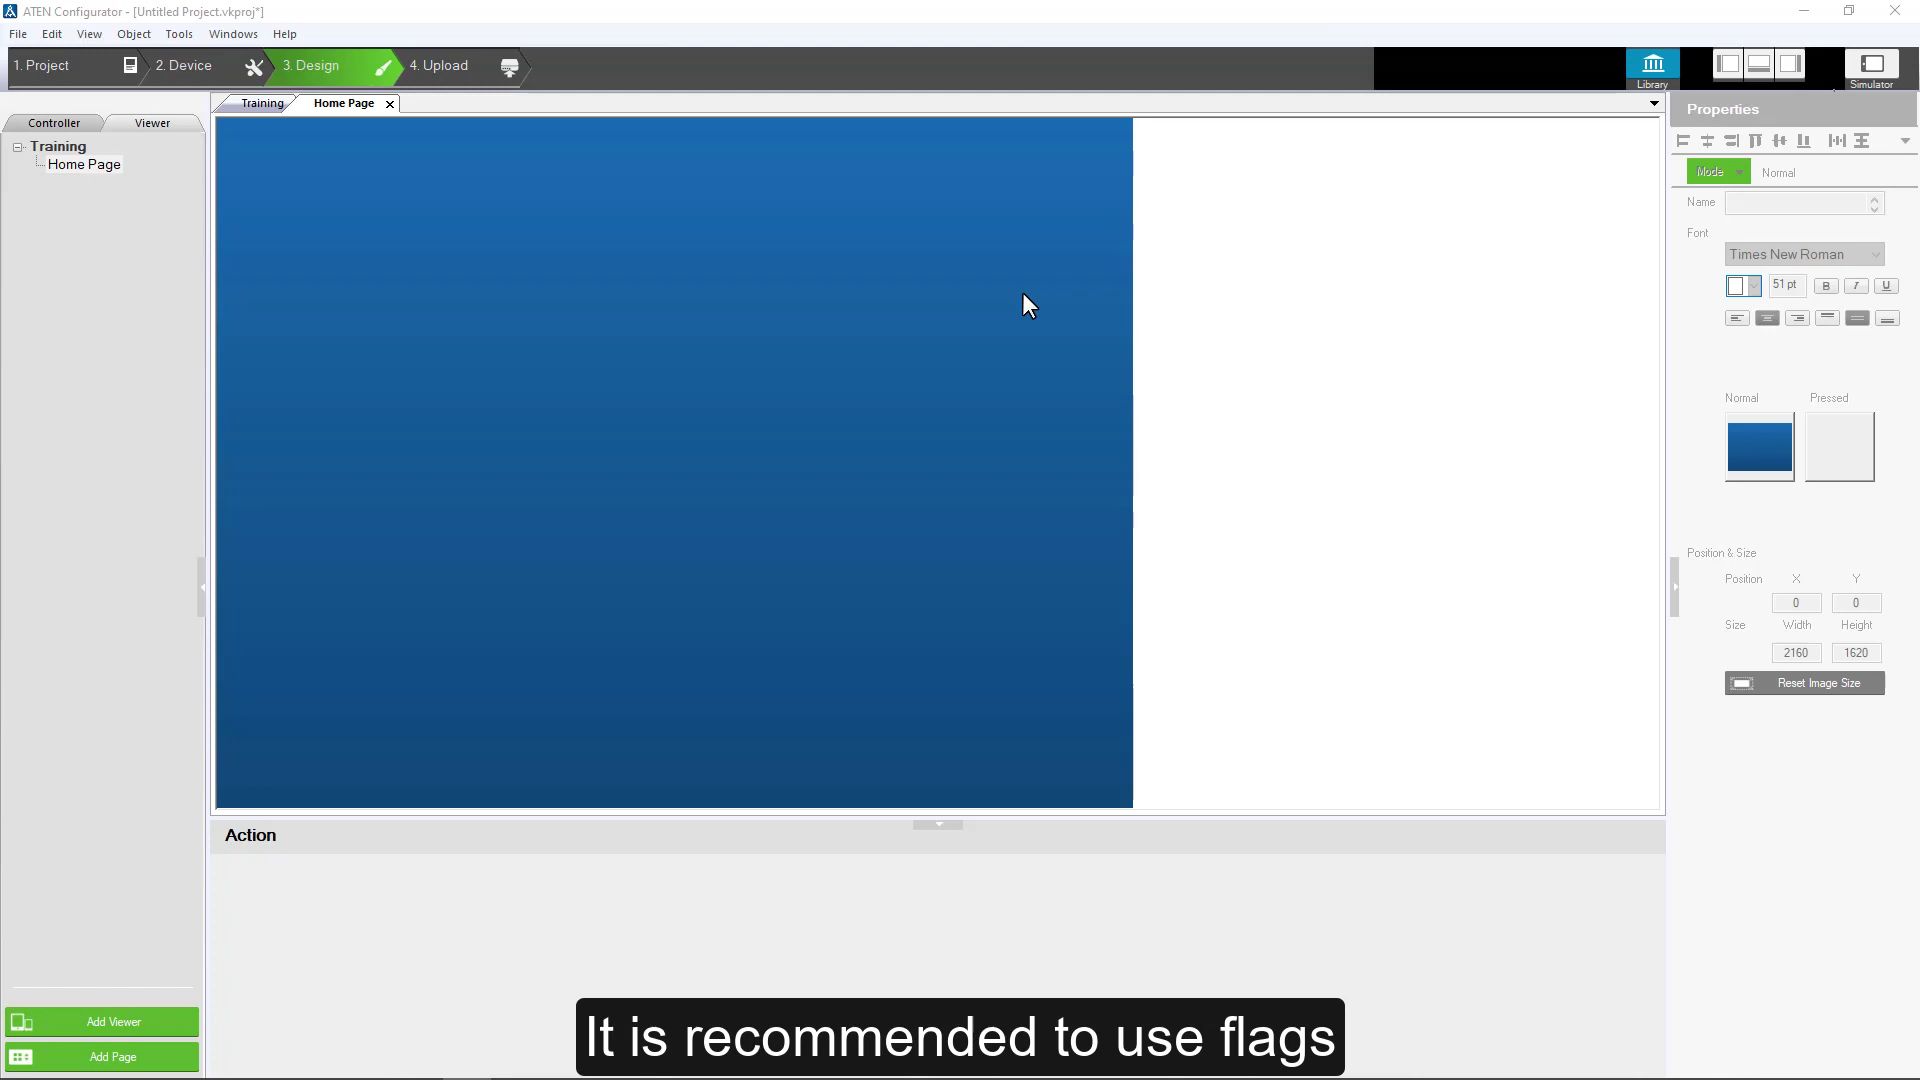 ATEN Configurator - [Untitled Project.vkproj*]
File Edit View Object Tools Windows Help
1. Project 2. Device 3. Design 4. Upload
Library Simulator
Training Home Page
Properties
Controller Viewer
Training
Home Page
Mode Normal
Name
Font
Times New Roman
51 pt B I U
Normal Pressed
Position & Size
Position X Y
0 0
Size Width Height
2160 1620
Reset Image Size
Action
Add Viewer
Add Page
It is recommended to use flags